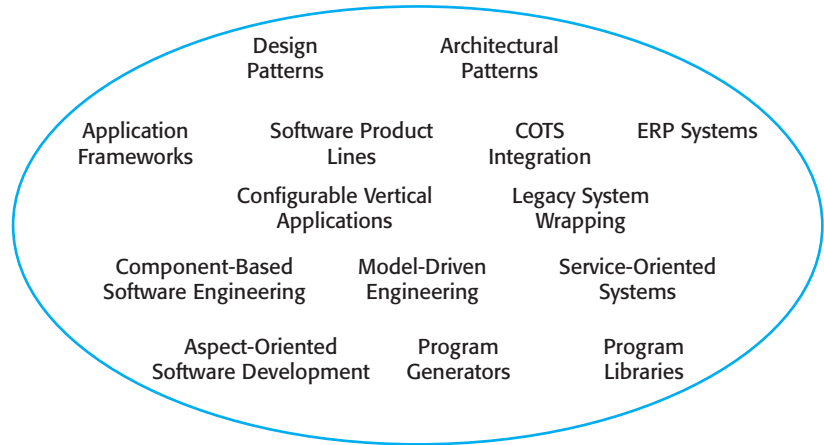 Design
Patterns
Architectural
Patterns
Application
Frameworks
Software Product
Lines
COTS
Integration
ERP Systems
Configurable Vertical
Applications
Legacy System
Wrapping
Component-Based
Software Engineering
Model-Driven
Engineering
Service-Oriented
Systems
Aspect-Oriented
Software Development
Program
Generators
Program
Libraries